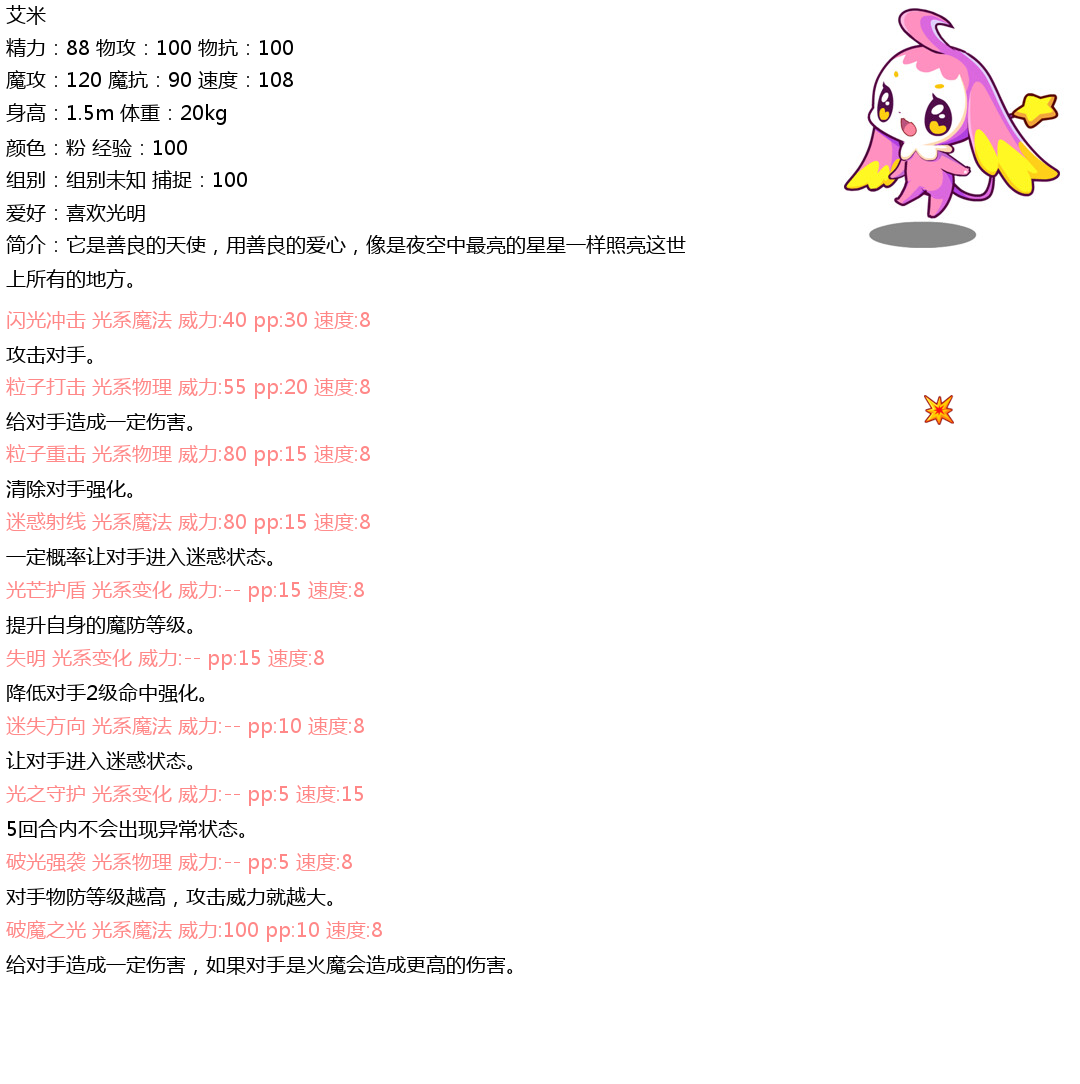 艾米
精力：88 物攻：100 物抗：100
魔攻：120 魔抗：90 速度：108
身高：1.5m 体重：20kg
颜色：粉 经验：100
组别：组别未知 捕捉：100
爱好：喜欢光明
简介：它是善良的天使，用善良的爱心，像是夜空中最亮的星星一样照亮这世
上所有的地方。
闪光冲击 光系魔法 威力:40 pp:30 速度:8
攻击对手。
粒子打击 光系物理 威力:55 pp:20 速度:8
给对手造成一定伤害。
粒子重击 光系物理 威力:80 pp:15 速度:8
清除对手强化。
迷惑射线 光系魔法 威力:80 pp:15 速度:8
一定概率让对手进入迷惑状态。
光芒护盾 光系变化 威力:-- pp:15 速度:8
提升自身的魔防等级。
失明 光系变化 威力:-- pp:15 速度:8
降低对手2级命中强化。
迷失方向 光系魔法 威力:-- pp:10 速度:8
让对手进入迷惑状态。
光之守护 光系变化 威力:-- pp:5 速度:15
5回合内不会出现异常状态。
破光强袭 光系物理 威力:-- pp:5 速度:8
对手物防等级越高，攻击威力就越大。
破魔之光 光系魔法 威力:100 pp:10 速度:8
给对手造成一定伤害，如果对手是火魔会造成更高的伤害。